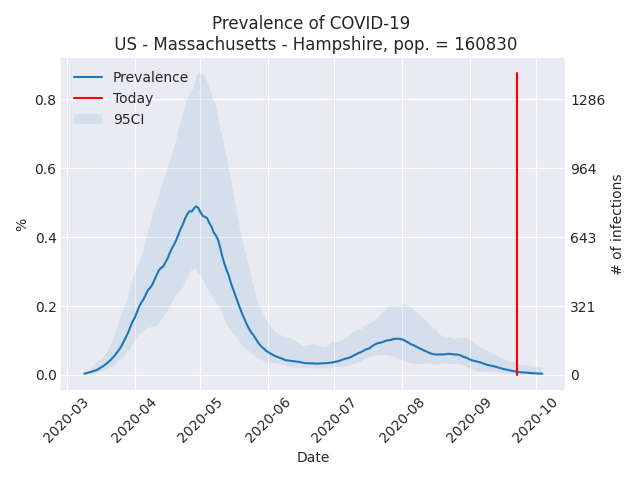 Prevalence of COVID-19
US - Massachusetts - Hampshire, pop. = 160830
Prevalence
Today
95CI
0.8
0.6
0.4
0.2
0.0
%
1286
964
643
321
0
# of infections
2020-03
2020-04
2020-05
2020-06
2020-07
2020-08
2020-09
2020-10
Date